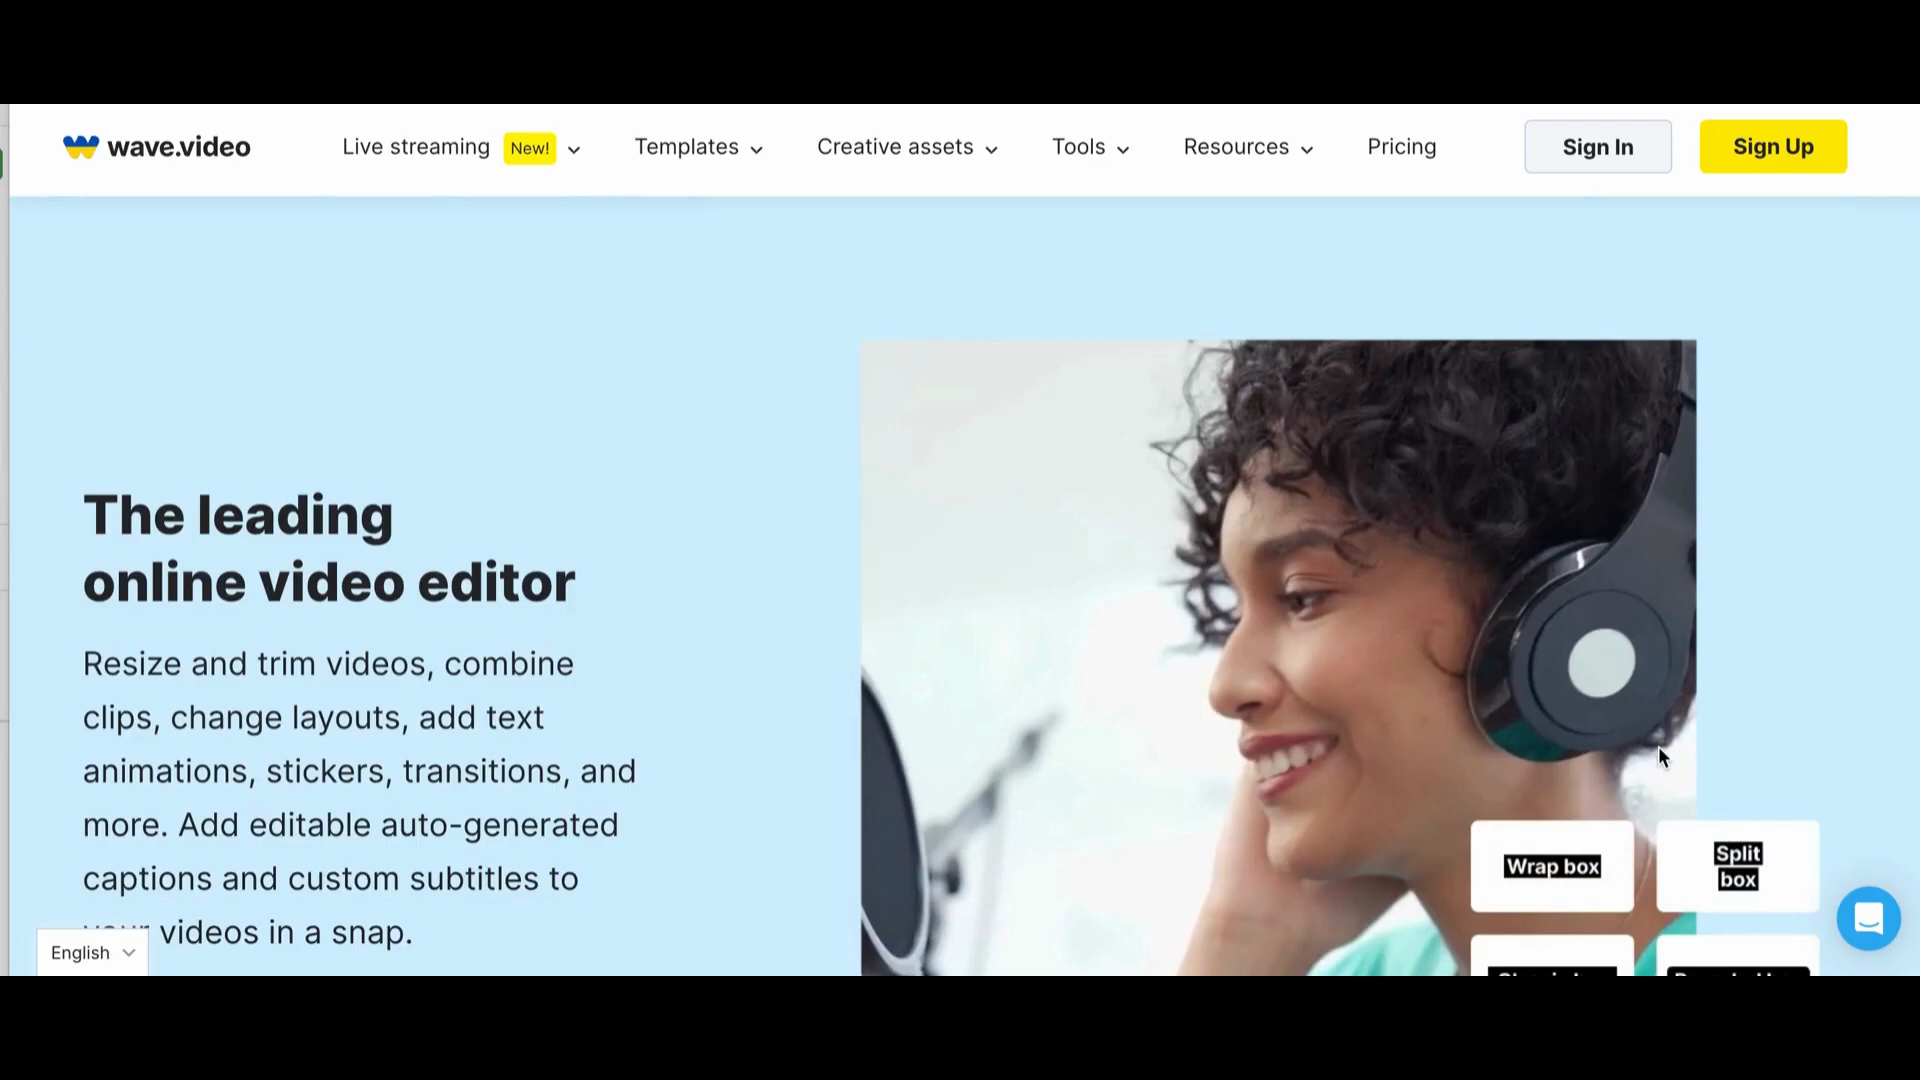 wave.video
Live streaming New!
Templates
Creative assets
Tools
Resources
Pricing
Sign In
Sign Up
The leading
online video editor
Resize and trim videos, combine
clips, change layouts, add text
animations, stickers, transitions, and
more. Add editable auto-generated
captions and custom subtitles to
videos in a snap.
Wrap box
Split
box
English